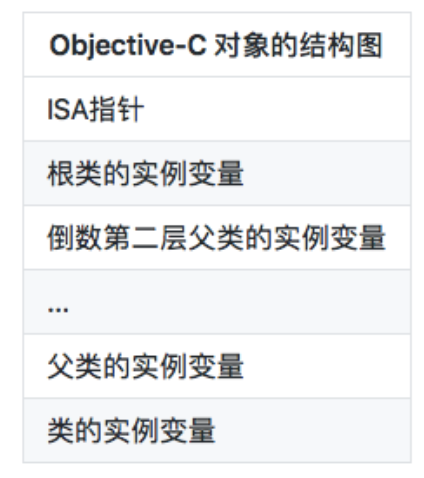 Objective-C 对象的结构图
ISA指针
根类的实例变量
倒数第二层父类的实例变量
...
父类的实例变量
类的实例变量